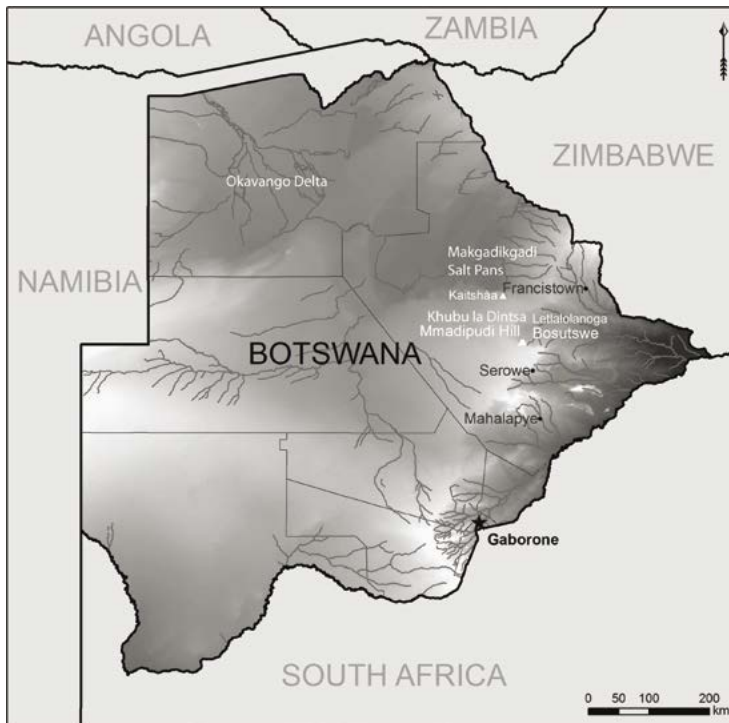 ANGOLA
ZAMBIA
ZIMBABWE
Okavango Delta
NAMIBIA
Makgadikgadi
Salt Pans
Francistown
Kaitshàa
Khubu la Dintsa
Letlalolanoga
Mmadipudi Hill
Bosutswe
BOTSWANA
Serowe
Mahalapye
Gaborone
SOUTH AFRICA
0 50 100 200
km